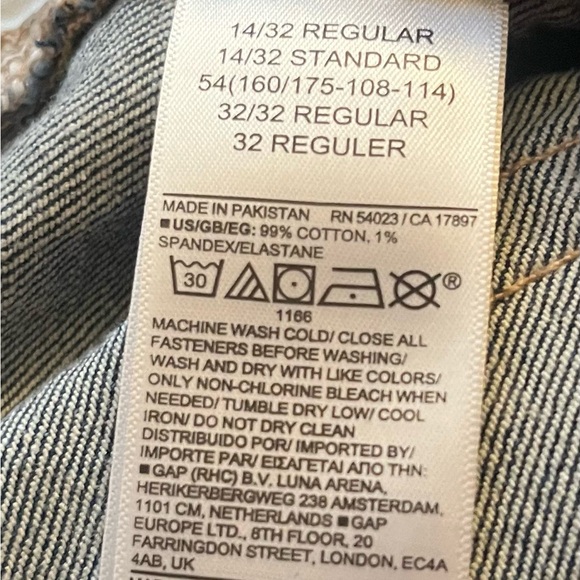 14/32 REGULAR
14/32 STANDARD
54(160/175-108-114)
32/32 REGULAR
32 REGULER
MADE IN PAKISTAN RN 54023 / CA 17897
■ US/GB/EG: 99% COTTON, 1%
SPANDEX/ELASTANE
30 ®
1166
MACHINE WASH COLD/ CLOSE ALL
FASTENERS BEFORE WASHING/
WASH AND DRY WITH LIKE COLORS/
ONLY NON-CHLORINE BLEACH WHEN
NEEDED/ TUMBLE DRY LOW/ COOL
IRON/ DO NOT DRY CLEAN
DISTRIBUIDO POR/ IMPORTED BY/
IMPORTE PAR/ ΕΙΣΑΓΕΤΑΙ ΑΠΟ ΤΗΝ:
■ GAP (RHC) B.V. LUNA ARENA,
HERIKERBERGWEG 238 AMSTERDAM,
1101 CM, NETHERLANDS ■ GAP
EUROPE LTD., 8TH FLOOR, 20
FARRINGDON STREET, LONDON, EC4A
4AB, UK